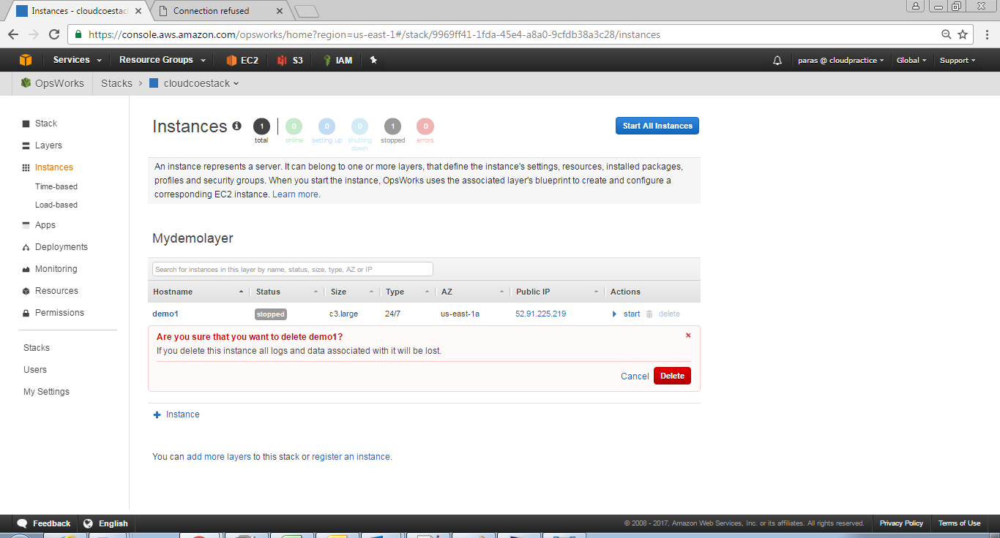 Instances - cloudcoestac
Connection refused
https://console.aws.amazon.com/opsworks/home?region=us-east-1#/stack/9969ff41-1fda-45e4-a8a0-9cfdb38a3c28/instances
Services Resource Groups EC2 S3 IAM paras @ cloudpractice Global Support
OpsWorks Stacks > cloudcoestack
Stack
Layers
Instances
Time-based
Load-based
Apps
Deployments
Monitoring
Resources
Permissions
Stacks
Users
My Settings
Instances
1 total
0 online
0 setting up
0 shutting down
1 stopped
0 errors
Start All Instances
An instance represents a server. It can belong to one or more layers, that define the instance's settings, resources, installed packages,
profiles and security groups. When you start the instance, OpsWorks uses the associated layer's blueprint to create and configure a
corresponding EC2 instance. Learn more.
Mydemolayer
Search for instances in this layer by name, status, size, type, AZ or IP
Hostname Status Size Type AZ Public IP Actions
demo1 stopped c3.large 24/7 us-east-1a 52.91.225.219 start delete
Are you sure that you want to delete demo1?
If you delete this instance all logs and data associated with it will be lost.
Cancel Delete
Instance
You can add more layers to this stack or register an instance.
Feedback English © 2008 - 2017, Amazon Web Services, Inc. or its affiliates. All rights reserved. Privacy Policy Terms of Use